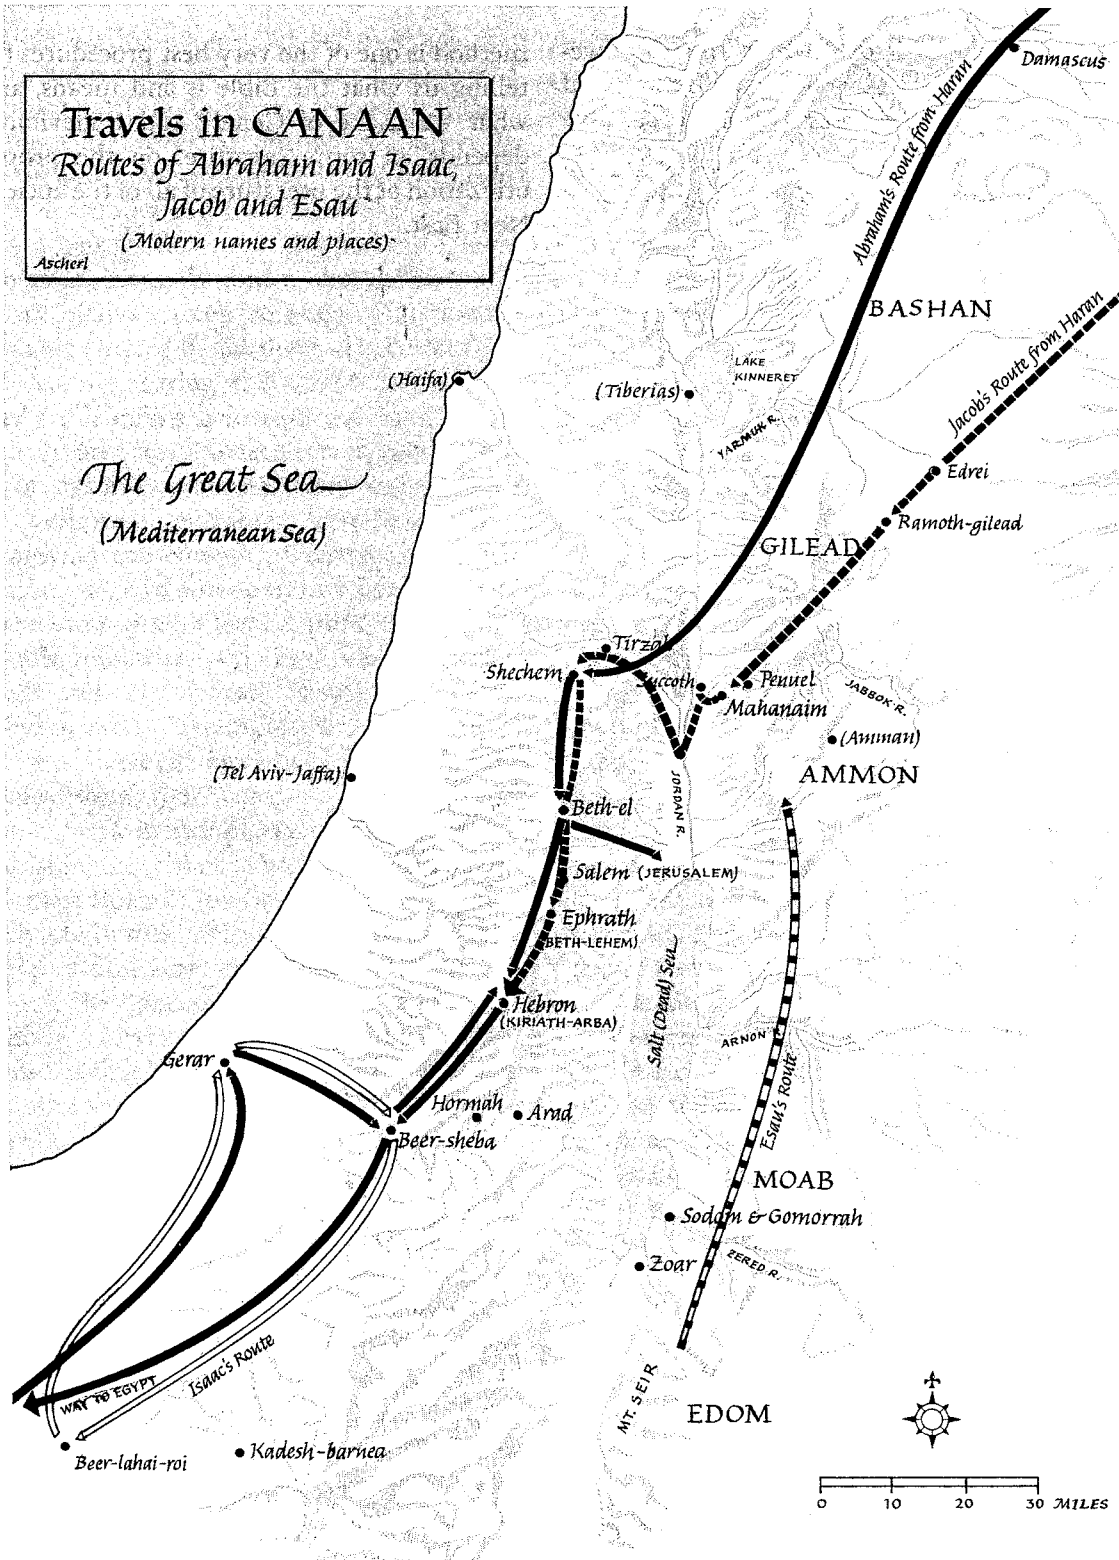 Damascus
Travels in CANAAN
Routes of Abraham and Isaac,
Jacob and Esau
(Modern names and places)
Ascherl
Abraham's Route from Haran
BASHAN
Jacob's Route from Haran
LAKE
KINNERET
(Haifa)
(Tiberias)
YARMUK R.
The Great Sea
(Mediterranean Sea)
Edrei
Ramoth-gilead
GILEAD
Tirzah
Shechem
Succoth
Penuel
Mahanaim
JABBOK R.
(Amman)
(Tel Aviv-Jaffa)
AMMON
JORDAN R.
Beth-el
Salem (JERUSALEM)
Ephrath
(BETH-LEHEM)
Salt (Dead) Sea
Hebron
(KIRIATH-ARBA)
ARNON
Gerar
Esau's Route
Hormah
Arad
Beer-sheba
MOAB
Sodom & Gomorrah
Zoar
ZERED R.
Isaac's Route
WAY TO EGYPT
MT. SEIR
EDOM
Beer-lahai-roi
Kadesh-barnea
0 10 20 30 MILES